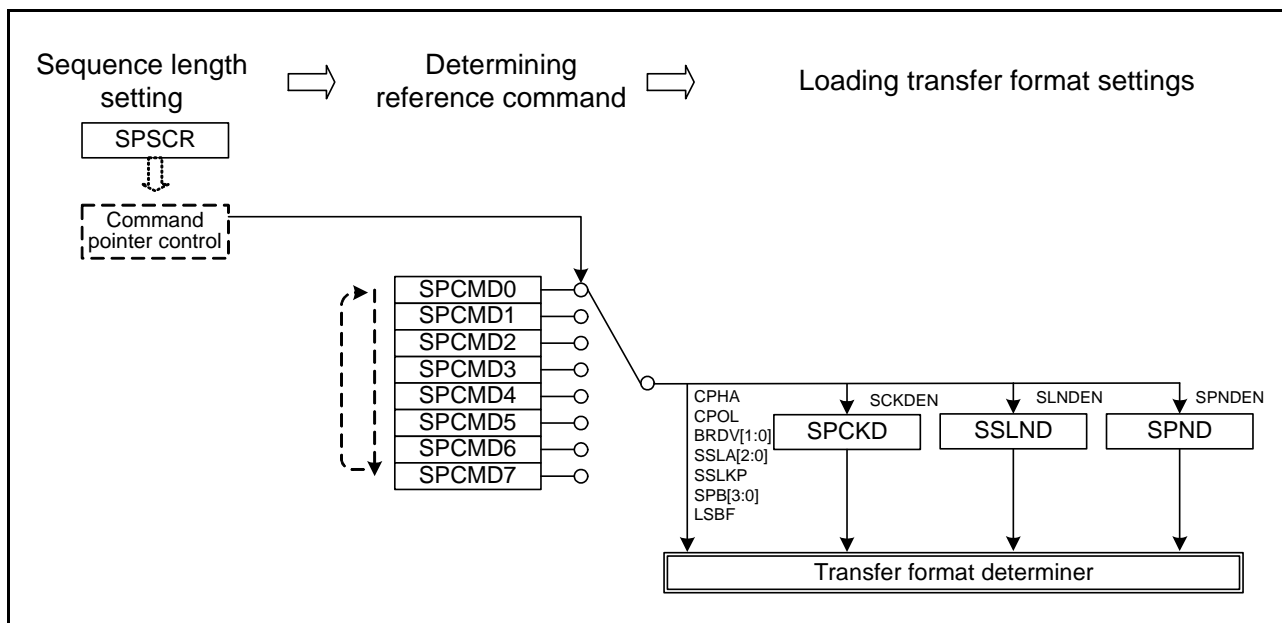 Sequence length
setting
Determining
reference command
Loading transfer format settings
SPSCR
Command
pointer control
SPCMD0
SPCMD1
SPCMD2
SPCMD3
SPCMD4
SPCMD5
SPCMD6
SPCMD7
CPHA
CPOL
BRDV[1:0]
SSLA[2:0]
SSLKP
SPB[3:0]
LSBF
SCKDEN
SPCKD
SLNDEN
SSLND
SPNDEN
SPND
Transfer format determiner